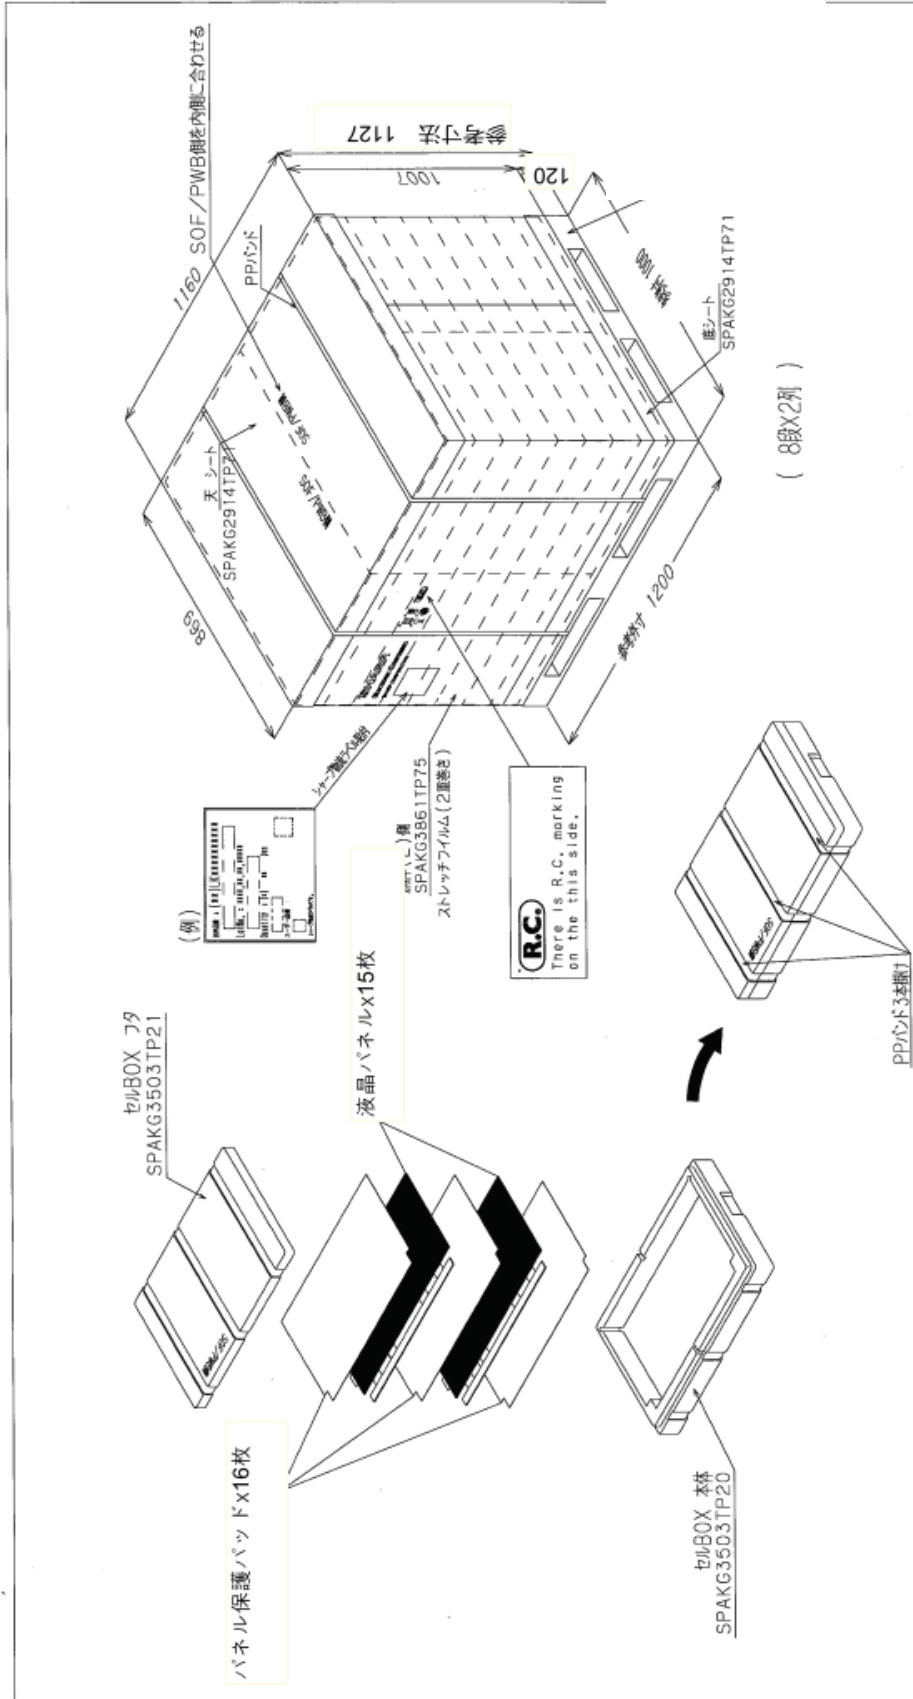 セルBOX フタ
SPAKG3503TP21
パネル保護パッドx16枚
液晶パネルx15枚
セルBOX 本体
SPAKG3503TP20
PPバンド3本掛け
(例)
シャープ物流ラベル貼付
側
SPAKG3861TP75
ストレッチフイルム(2重巻き)
R.C.
There is R.C. marking
on the this side.
869
1160
天 シート
SPAKG2914TP71
PPバンド
SOF/PWB側を内側に合わせる
参考寸法 1127
1007
120
1000
参考外寸 1200
底シート
SPAKG2914TP71
( 8段X2列 )